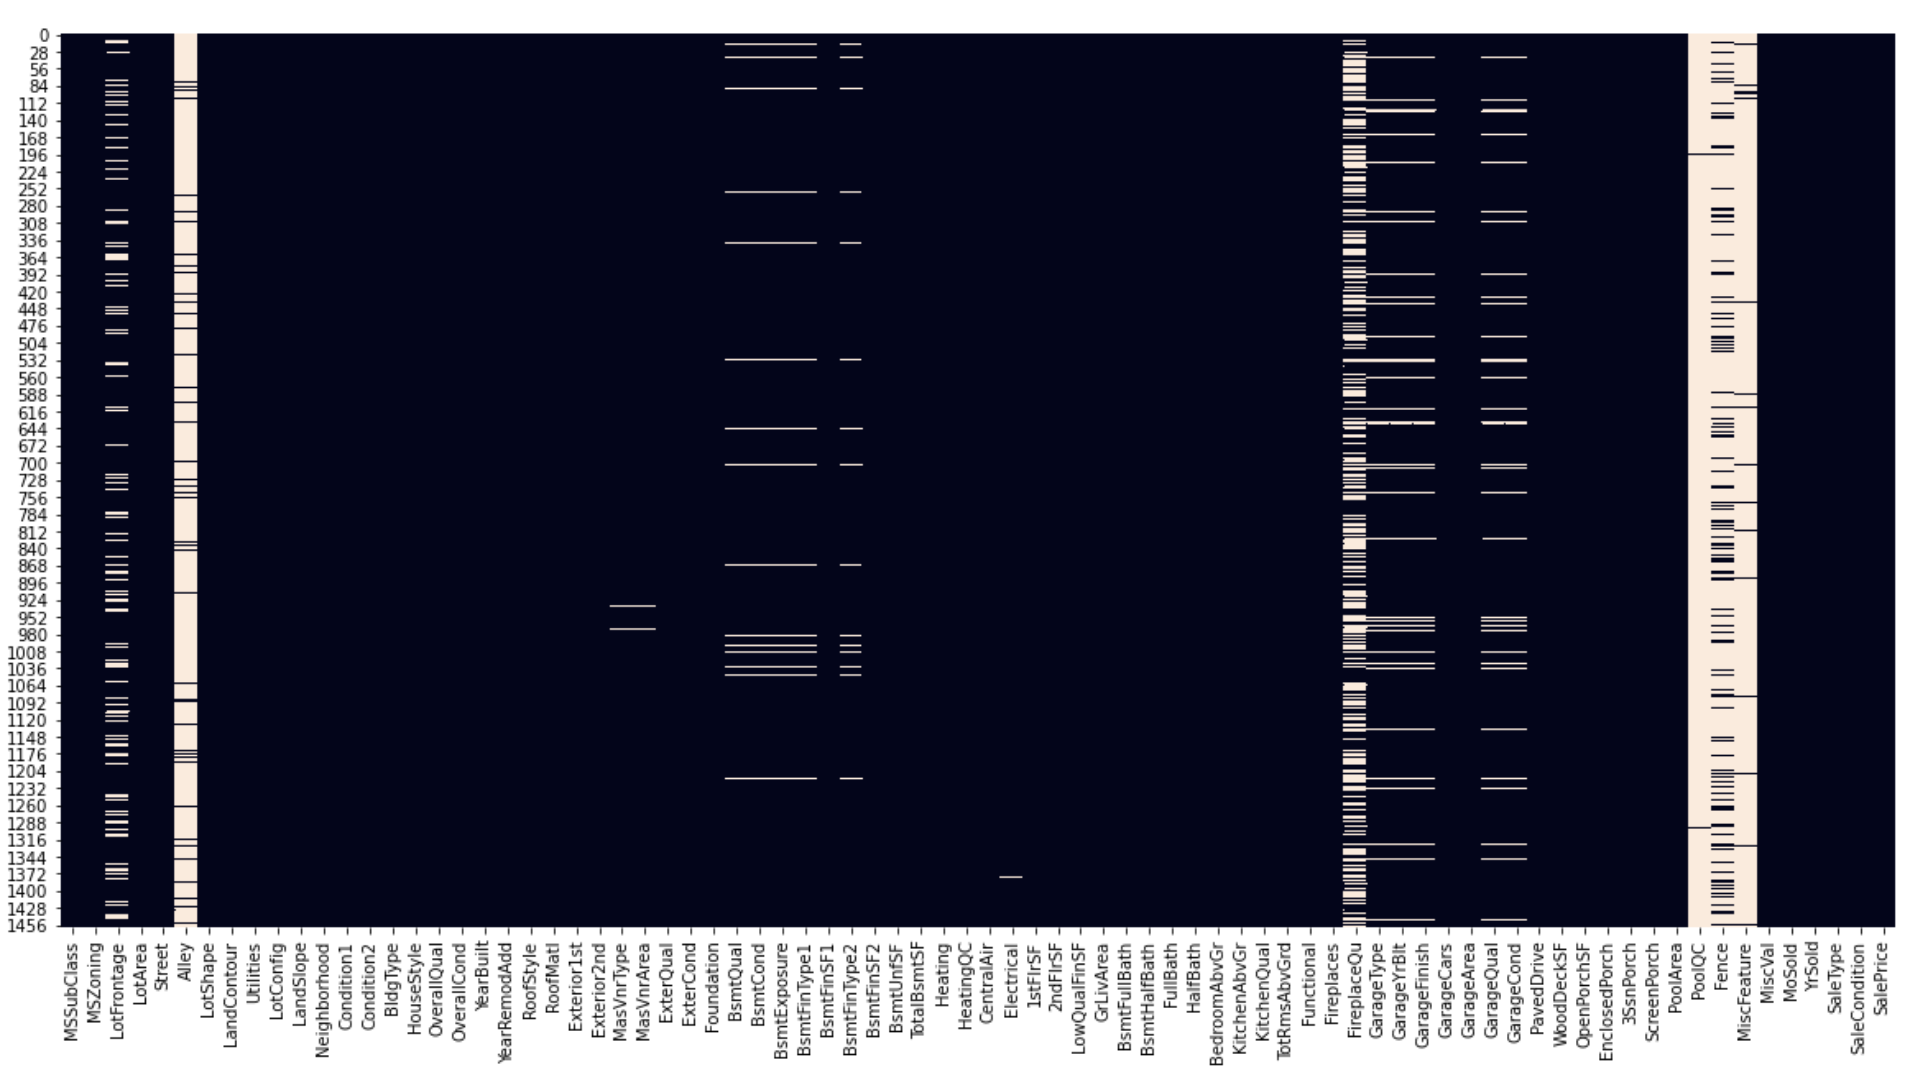 0
28
56
84
112
140
168
196
224
252
280
308
336
364
392
420
448
476
504
532
560
588
616
644
672
700
728
756
784
812
840
868
896
924
952
980
1008
1036
1064
1092
1120
1148
1176
1204
1232
1260
1288
1316
1344
1372
1400
1428
1456
MSSubClass
MSZoning
LotFrontage
LotArea
Street
Alley
LotShape
LandContour
Utilities
LotConfig
LandSlope
Neighborhood
Condition1
Condition2
BldgType
HouseStyle
OverallQual
OverallCond
YearBuilt
YearRemodAdd
RoofStyle
RoofMatl
Exterior1st
Exterior2nd
MasVnrType
MasVnrArea
ExterQual
ExterCond
Foundation
BsmtQual
BsmtCond
BsmtExposure
BsmtFinType1
BsmtFinSF1
BsmtFinType2
BsmtFinSF2
BsmtUnfSF
TotalBsmtSF
Heating
HeatingQC
CentralAir
Electrical
1stFlrSF
2ndFlrSF
LowQualFinSF
GrLivArea
BsmtFullBath
BsmtHalfBath
FullBath
HalfBath
BedroomAbvGr
KitchenAbvGr
KitchenQual
TotRmsAbvGrd
Functional
Fireplaces
FireplaceQu
GarageType
GarageYrBlt
GarageFinish
GarageCars
GarageArea
GarageQual
GarageCond
PavedDrive
WoodDeckSF
OpenPorchSF
EnclosedPorch
3SsnPorch
ScreenPorch
PoolArea
PoolQC
Fence
MiscFeature
MiscVal
MoSold
YrSold
SaleType
SaleCondition
SalePrice